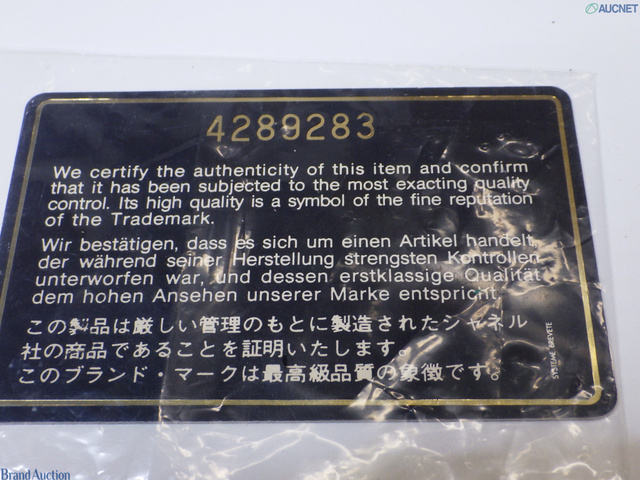 AUCNET
4289283
We certify the authenticity of this item and confirm
that it has been subjected to the most exacting quality
control. Its high quality is a symbol of the fine reputation
of the Trademark.
Wir bestätigen, dass es sich um einen Artikel handelt,
der während seiner Herstellung strengsten Kontrollen
unterworfen war, und dessen erstklassige Qualität
dem hohen Ansehen unserer Marke entspricht.
この製品は厳しい管理のもとに製造されたシャネル
社の商品であることを証明いたします。
このブランド・マークは最高級品質の象徴です。
SYSTEME BREVETE
Brand Auction